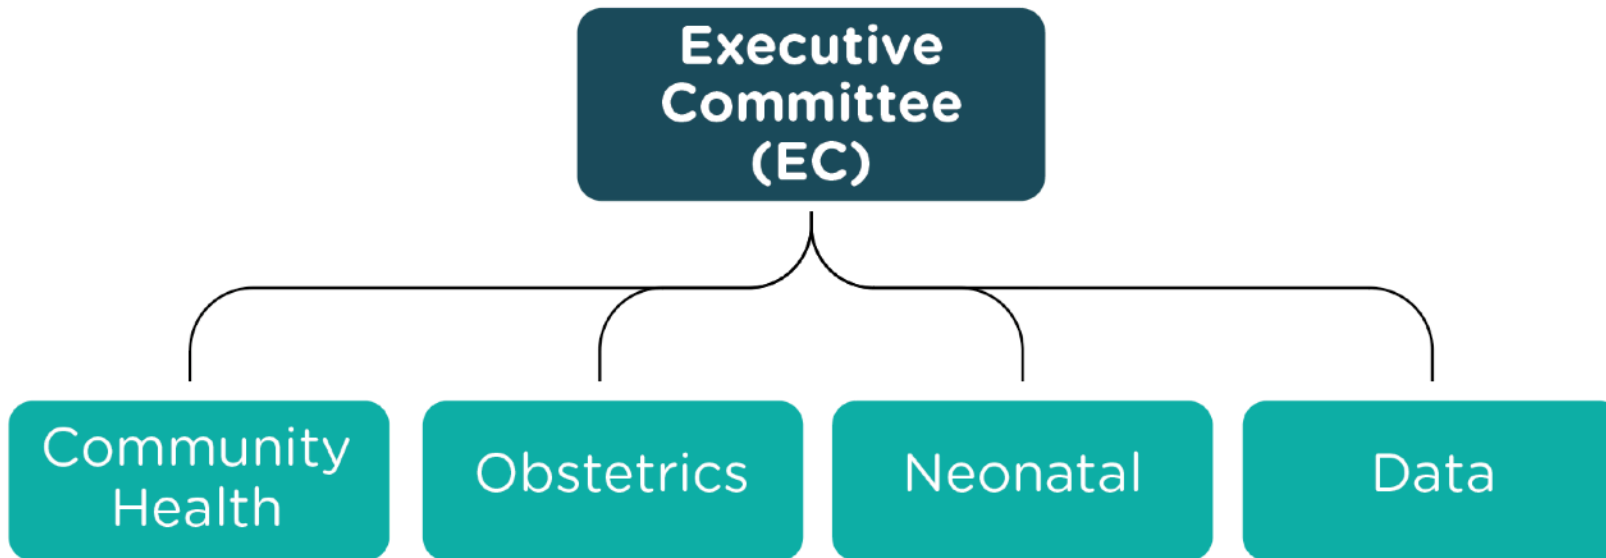 Executive
Committee
(EC)
Community
Health
Obstetrics
Neonatal
Data